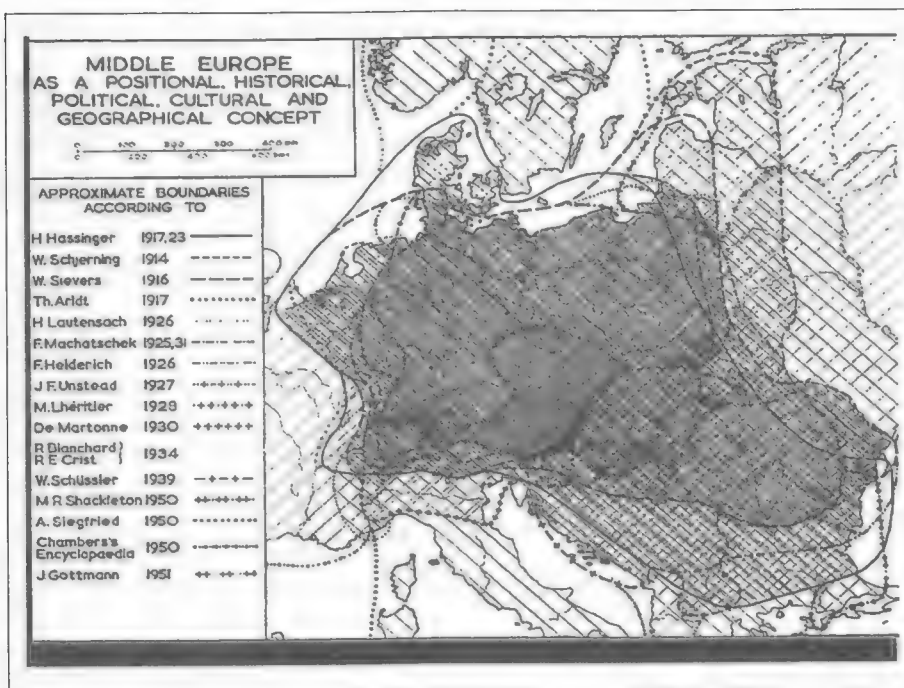 MIDDLE EUROPE
AS A POSITIONAL, HISTORICAL,
POLITICAL, CULTURAL AND
GEOGRAPHICAL CONCEPT
APPROXIMATE BOUNDARIES
ACCORDING TO
H Hassinger 1917,23
W. Schjerning 1914
W. Sievers 1916
Th. Arldt 1917
H Lautensach 1926
F. Machatschek 1925,31
F. Heiderich 1926
J F. Unstead 1927
M. Lhéritier 1928
De Martonne 1930
R Blanchard }
R E Crist. } 1934
W. Schüssler 1939
M R Shackleton 1950
A. Siegfried 1950
Chambers's
Encyclopaedia 1950
J Gottmann 1951